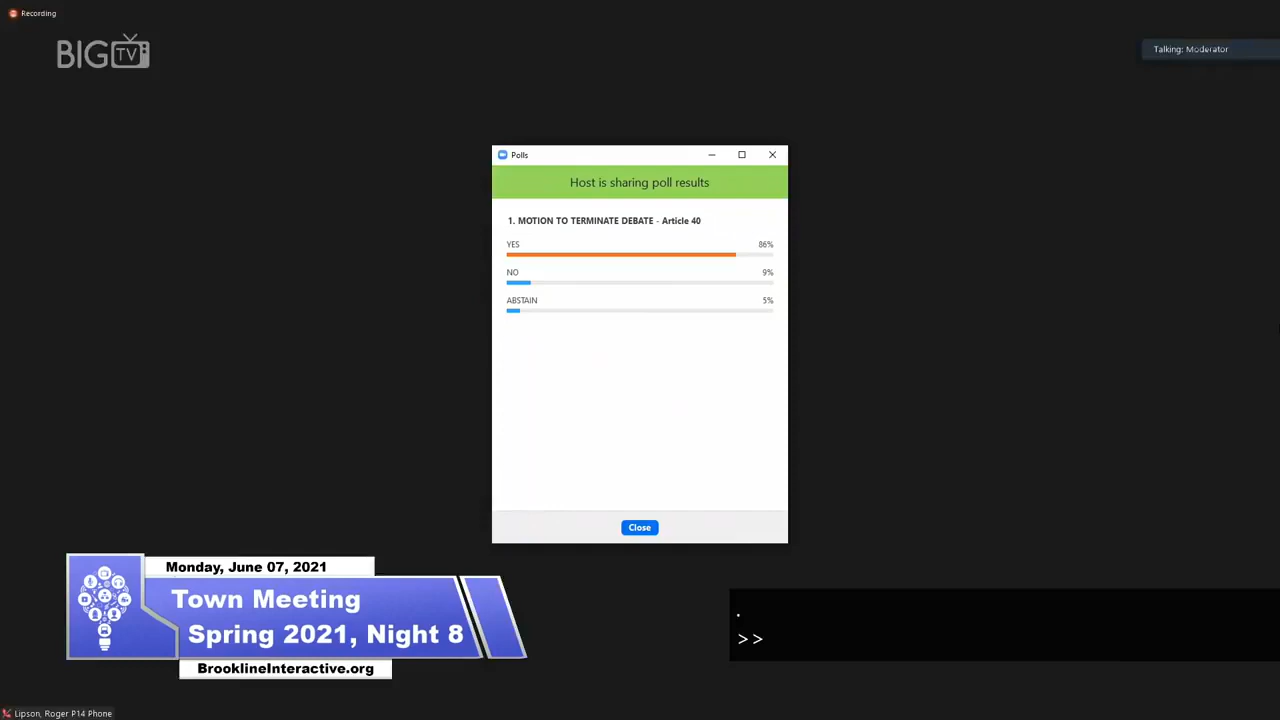 Recording
BIG TV
Talking: Moderator
Polls
Host is sharing poll results
1. MOTION TO TERMINATE DEBATE - Article 40
YES 86%
NO 9%
ABSTAIN 5%
Close
Monday, June 07, 2021
Town Meeting
Spring 2021, Night 8
BrooklineInteractive.org
.
>>
Lipson, Roger P14 Phone